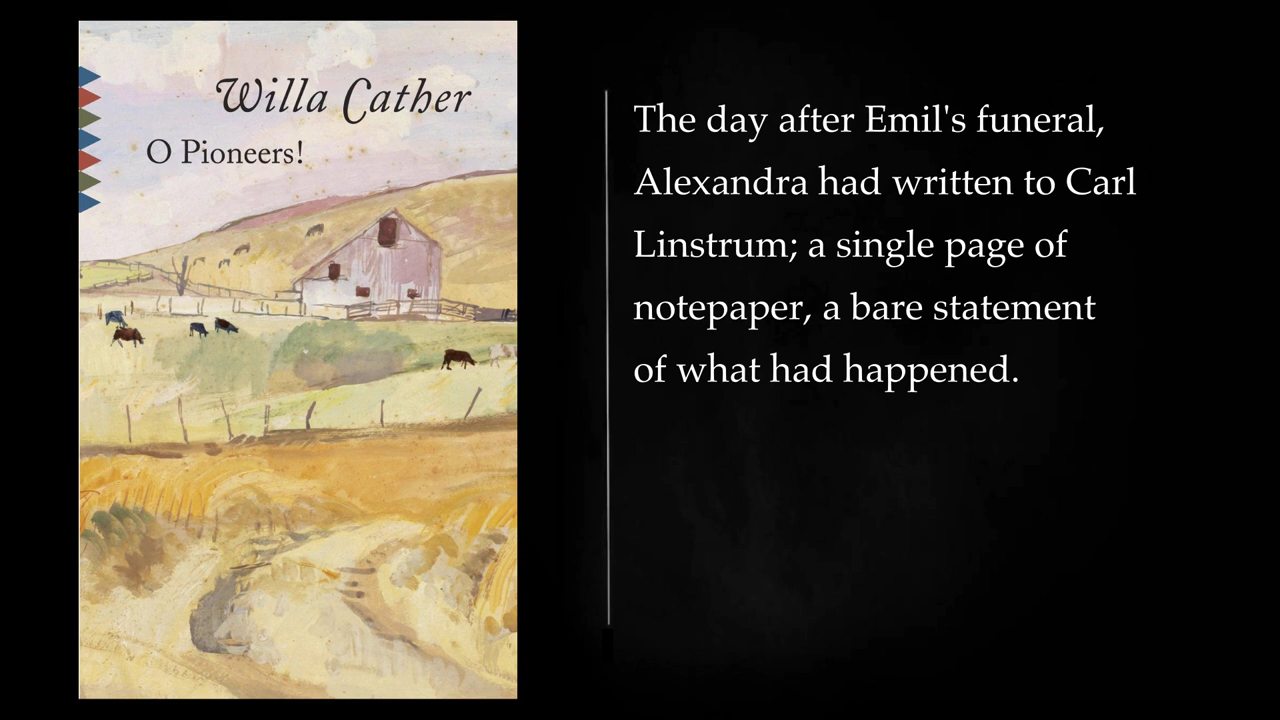 Willa Cather
O Pioneers!
The day after Emil's funeral,
Alexandra had written to Carl
Linstrum; a single page of
notepaper, a bare statement
of what had happened.